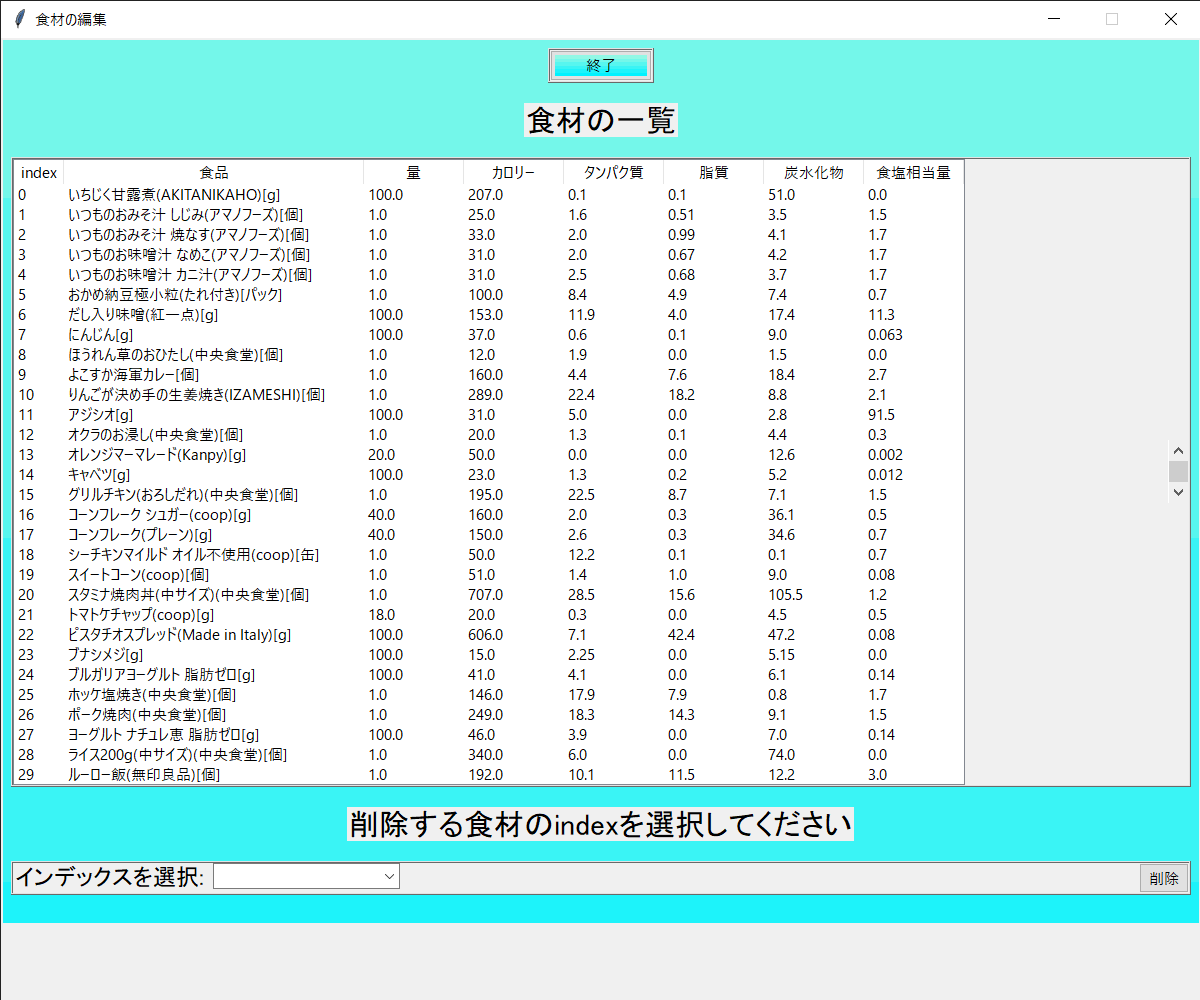 食材の編集
終了
食材の一覧
index 食品 量 カロリー タンパク質 脂質 炭水化物 食塩相当量
0 いちじく甘露煮(AKITANIKAHO)[g] 100.0 207.0 0.1 0.1 51.0 0.0
1 いつものおみそ汁 しじみ(アマノフーズ)[個] 1.0 25.0 1.6 0.51 3.5 1.5
2 いつものおみそ汁 焼なす(アマノフーズ)[個] 1.0 33.0 2.0 0.99 4.1 1.7
3 いつものお味噌汁 なめこ(アマノフーズ)[個] 1.0 31.0 2.0 0.67 4.2 1.7
4 いつものお味噌汁 カニ汁(アマノフーズ)[個] 1.0 31.0 2.5 0.68 3.7 1.7
5 おかめ納豆極小粒(たれ付き)[パック] 1.0 100.0 8.4 4.9 7.4 0.7
6 だし入り味噌(紅一点)[g] 100.0 153.0 11.9 4.0 17.4 11.3
7 にんじん[g] 100.0 37.0 0.6 0.1 9.0 0.063
8 ほうれん草のおひたし(中央食堂)[個] 1.0 12.0 1.9 0.0 1.5 0.0
9 よこすか海軍カレー[個] 1.0 160.0 4.4 7.6 18.4 2.7
10 りんごが決め手の生姜焼き(IZAMESHI)[個] 1.0 289.0 22.4 18.2 8.8 2.1
11 アジシオ[g] 100.0 31.0 5.0 0.0 2.8 91.5
12 オクラのお浸し(中央食堂)[個] 1.0 20.0 1.3 0.1 4.4 0.3
13 オレンジマーマレード(Kanpy)[g] 20.0 50.0 0.0 0.0 12.6 0.002
14 キャベツ[g] 100.0 23.0 1.3 0.2 5.2 0.012
15 グリルチキン(おろしだれ)(中央食堂)[個] 1.0 195.0 22.5 8.7 7.1 1.5
16 コーンフレーク シュガー(coop)[g] 40.0 160.0 2.0 0.3 36.1 0.5
17 コーンフレーク(プレーン)[g] 40.0 150.0 2.6 0.3 34.6 0.7
18 シーチキンマイルド オイル不使用(coop)[缶] 1.0 50.0 12.2 0.1 0.1 0.7
19 スイートコーン(coop)[個] 1.0 51.0 1.4 1.0 9.0 0.08
20 スタミナ焼肉丼(中サイズ)(中央食堂)[個] 1.0 707.0 28.5 15.6 105.5 1.2
21 トマトケチャップ(coop)[g] 18.0 20.0 0.3 0.0 4.5 0.5
22 ピスタチオスプレッド(Made in Italy)[g] 100.0 606.0 7.1 42.4 47.2 0.08
23 ブナシメジ[g] 100.0 15.0 2.25 0.0 5.15 0.0
24 ブルガリアヨーグルト 脂肪ゼロ[g] 100.0 41.0 4.1 0.0 6.1 0.14
25 ホッケ塩焼き(中央食堂)[個] 1.0 146.0 17.9 7.9 0.8 1.7
26 ポーク焼肉(中央食堂)[個] 1.0 249.0 18.3 14.3 9.1 1.5
27 ヨーグルト ナチュレ恵 脂肪ゼロ[g] 100.0 46.0 3.9 0.0 7.0 0.14
28 ライス200g(中サイズ)(中央食堂)[個] 1.0 340.0 6.0 0.0 74.0 0.0
29 ルーロー飯(無印良品)[個] 1.0 192.0 10.1 11.5 12.2 3.0
削除する食材のindexを選択してください
インデックスを選択: 削除